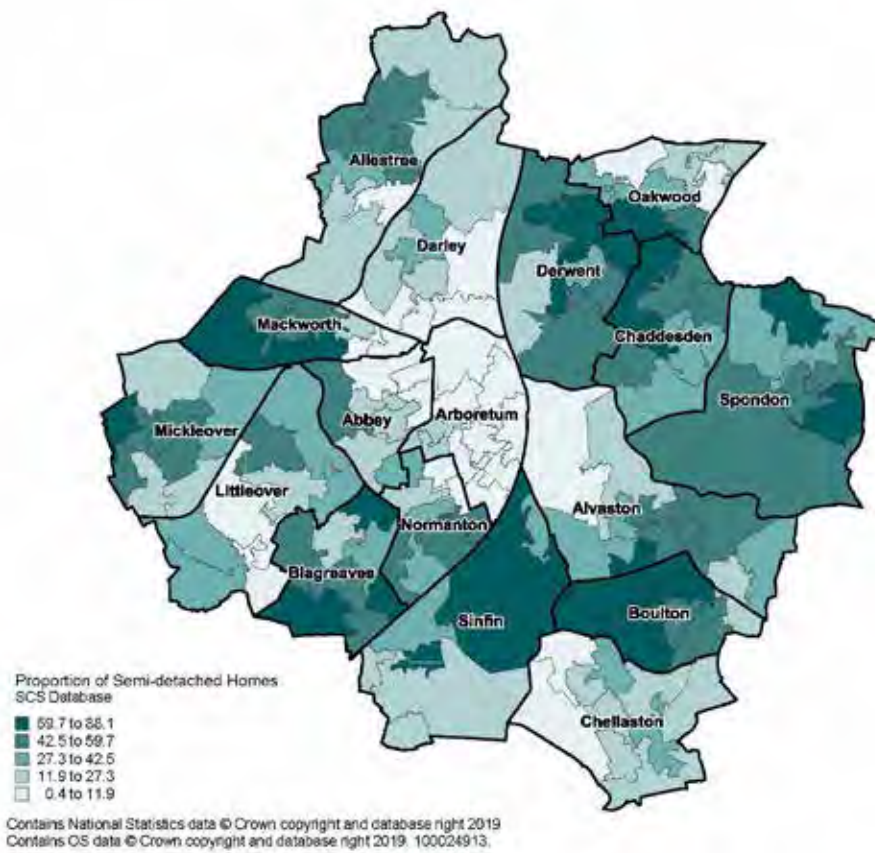 Allestree
Oakwood
Darley
Derwent
Mackworth
Chaddesden
Spondon
Mickleover
Abbey
Arboretum
Littleover
Alvaston
Normanton
Blagreaves
Sinfin
Boulton
Chellaston
Proportion of Semi-detached Homes
SCS Database
59.7 to 88.1
42.5 to 59.7
27.3 to 42.5
11.9 to 27.3
0.4 to 11.9
Contains National Statistics data © Crown copyright and database right 2019
Contains OS data © Crown copyright and database right 2019. 100024913.